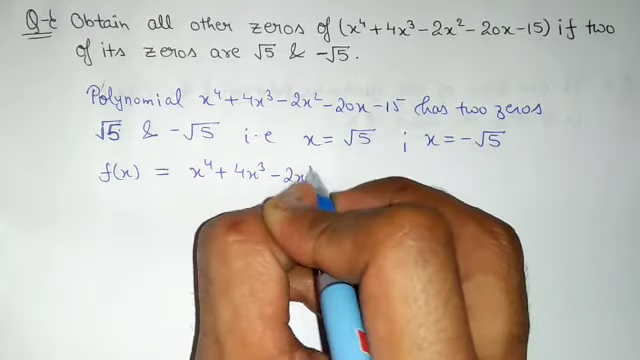 Q-6 Obtain all other zeros of (x⁴+4x³-2x²-20x-15) if two
of its zeros are √5 & -√5.
Polynomial x⁴+4x³-2x²-20x-15 has two zeros
√5 & -√5 i.e x=√5 ; x=-√5
f(x) = x⁴+4x³-2x